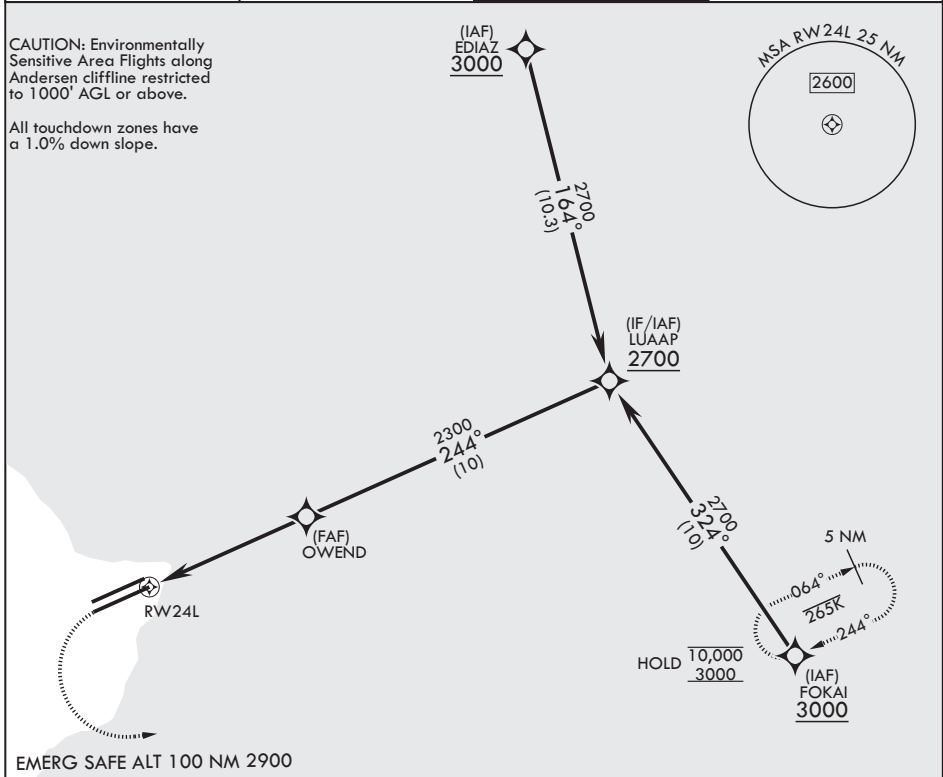 CAUTION: Environmentally
Sensitive Area Flights along
Andersen cliffline restricted
to 1000' AGL or above.
All touchdown zones have
a 1.0% down slope.
(IAF)
EDIAZ
3000
MSA RW24L 25 NM
2600
2700
164°
(10.3)
(IF/IAF)
LUAAP
2700
2300
244°
(10)
(FAF)
OWEND
RW24L
2700
324°
(10)
5 NM
064°
265K
244°
HOLD 10,000
3000
(IAF)
FOKAI
3000
EMERG SAFE ALT 100 NM 2900